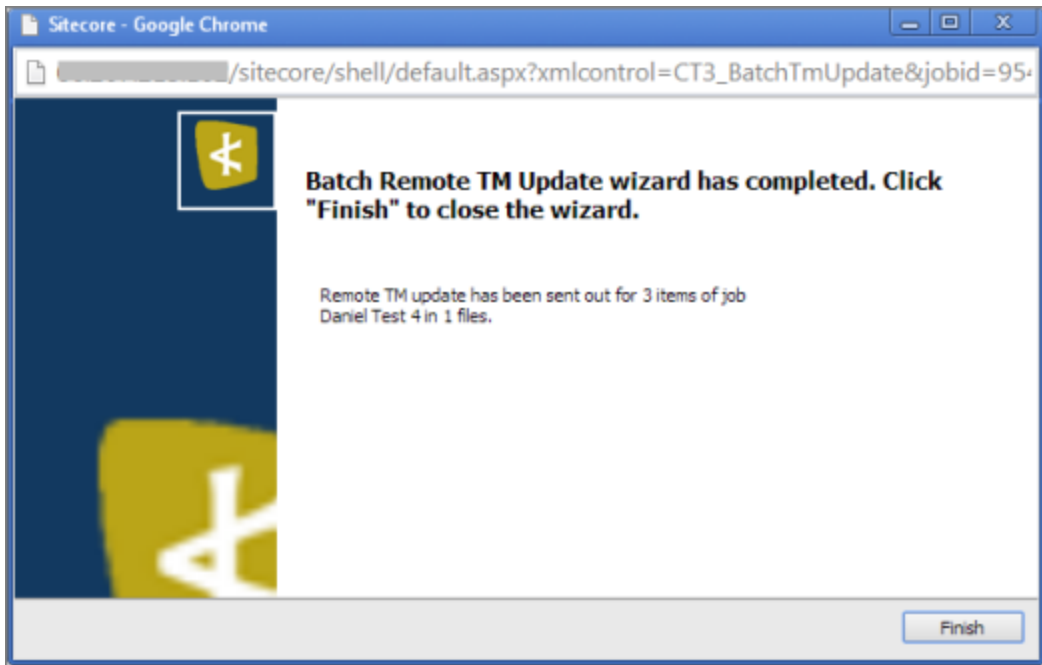 Sitecore - Google Chrome
/sitecore/shell/default.aspx?xmlcontrol=CT3_BatchTmUpdate&jobid=95
Batch Remote TM Update wizard has completed. Click
"Finish" to close the wizard.
Remote TM update has been sent out for 3 items of job
Daniel Test 4 in 1 files.
Finish